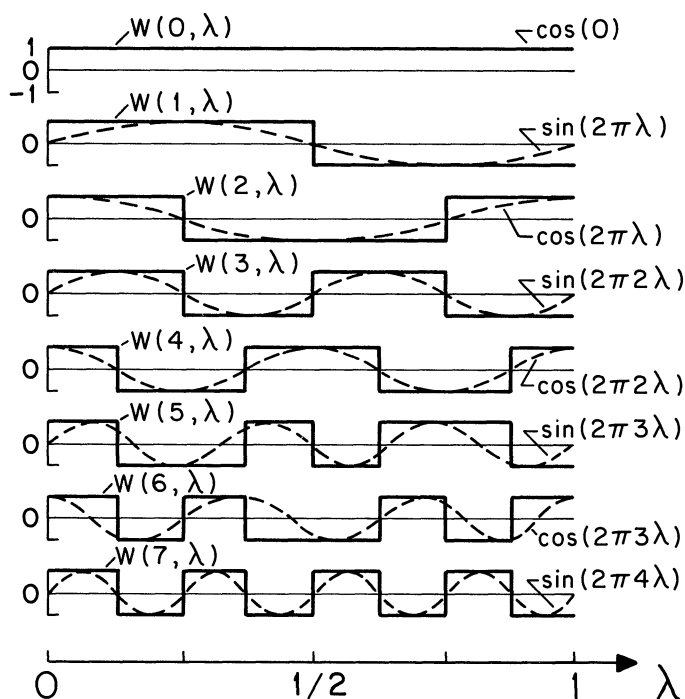 W(0,λ) cos(0)
1
0
-1
W(1,λ)
0 sin(2πλ)
W(2,λ)
0 cos(2πλ)
W(3,λ) sin(2π2λ)
0
W(4,λ)
0 cos(2π2λ)
W(5,λ) sin(2π3λ)
0
W(6,λ)
0 cos(2π3λ)
W(7,λ) sin(2π4λ)
0
0 1/2 1 λ